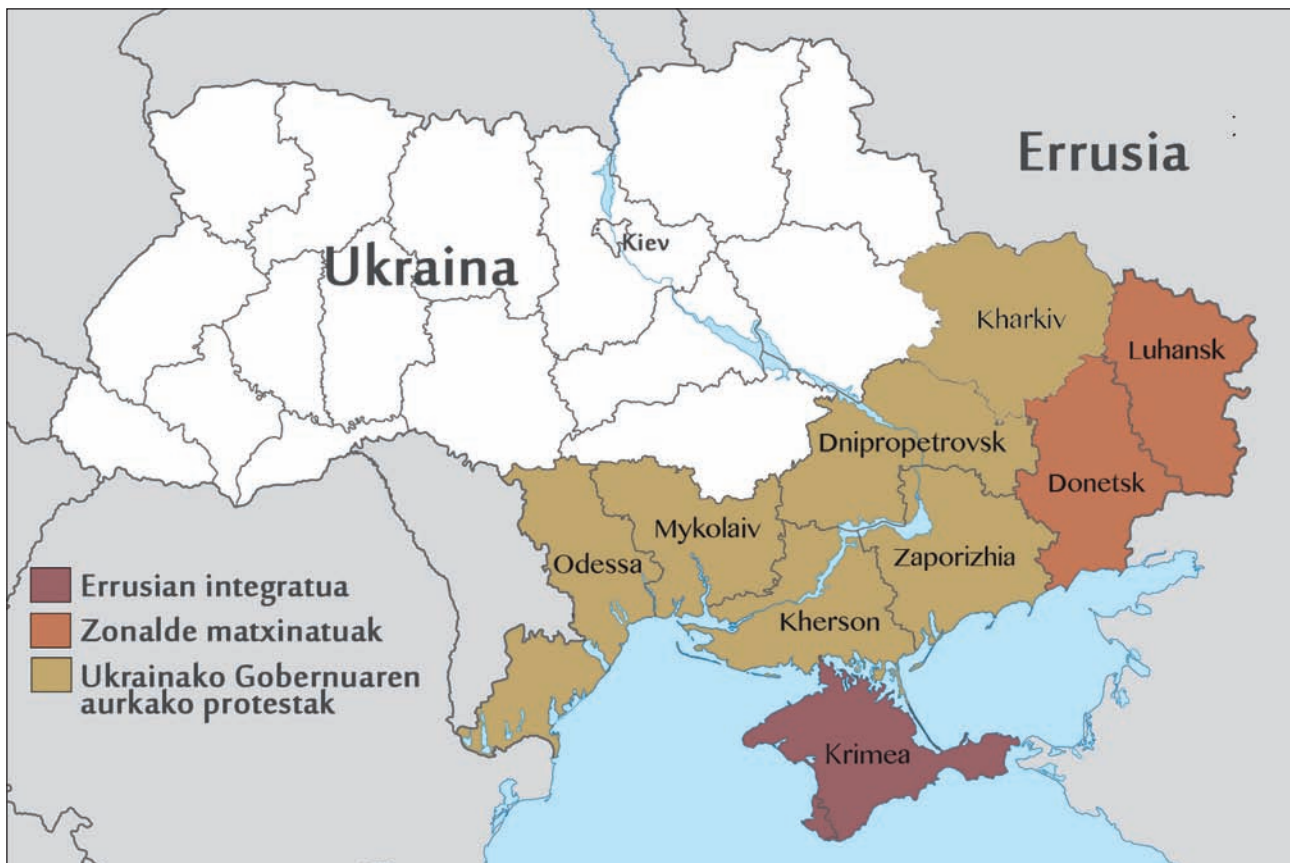 Errusia
Kiev
Ukraina
Kharkiv
Luhansk
Dnipropetrovsk
Donetsk
Mykolaiv
Odessa
Zaporizhia
Kherson
Krimea
Errusian integratua
Zonalde matxinatuak
Ukrainako Gobernuaren
aurkako protestak